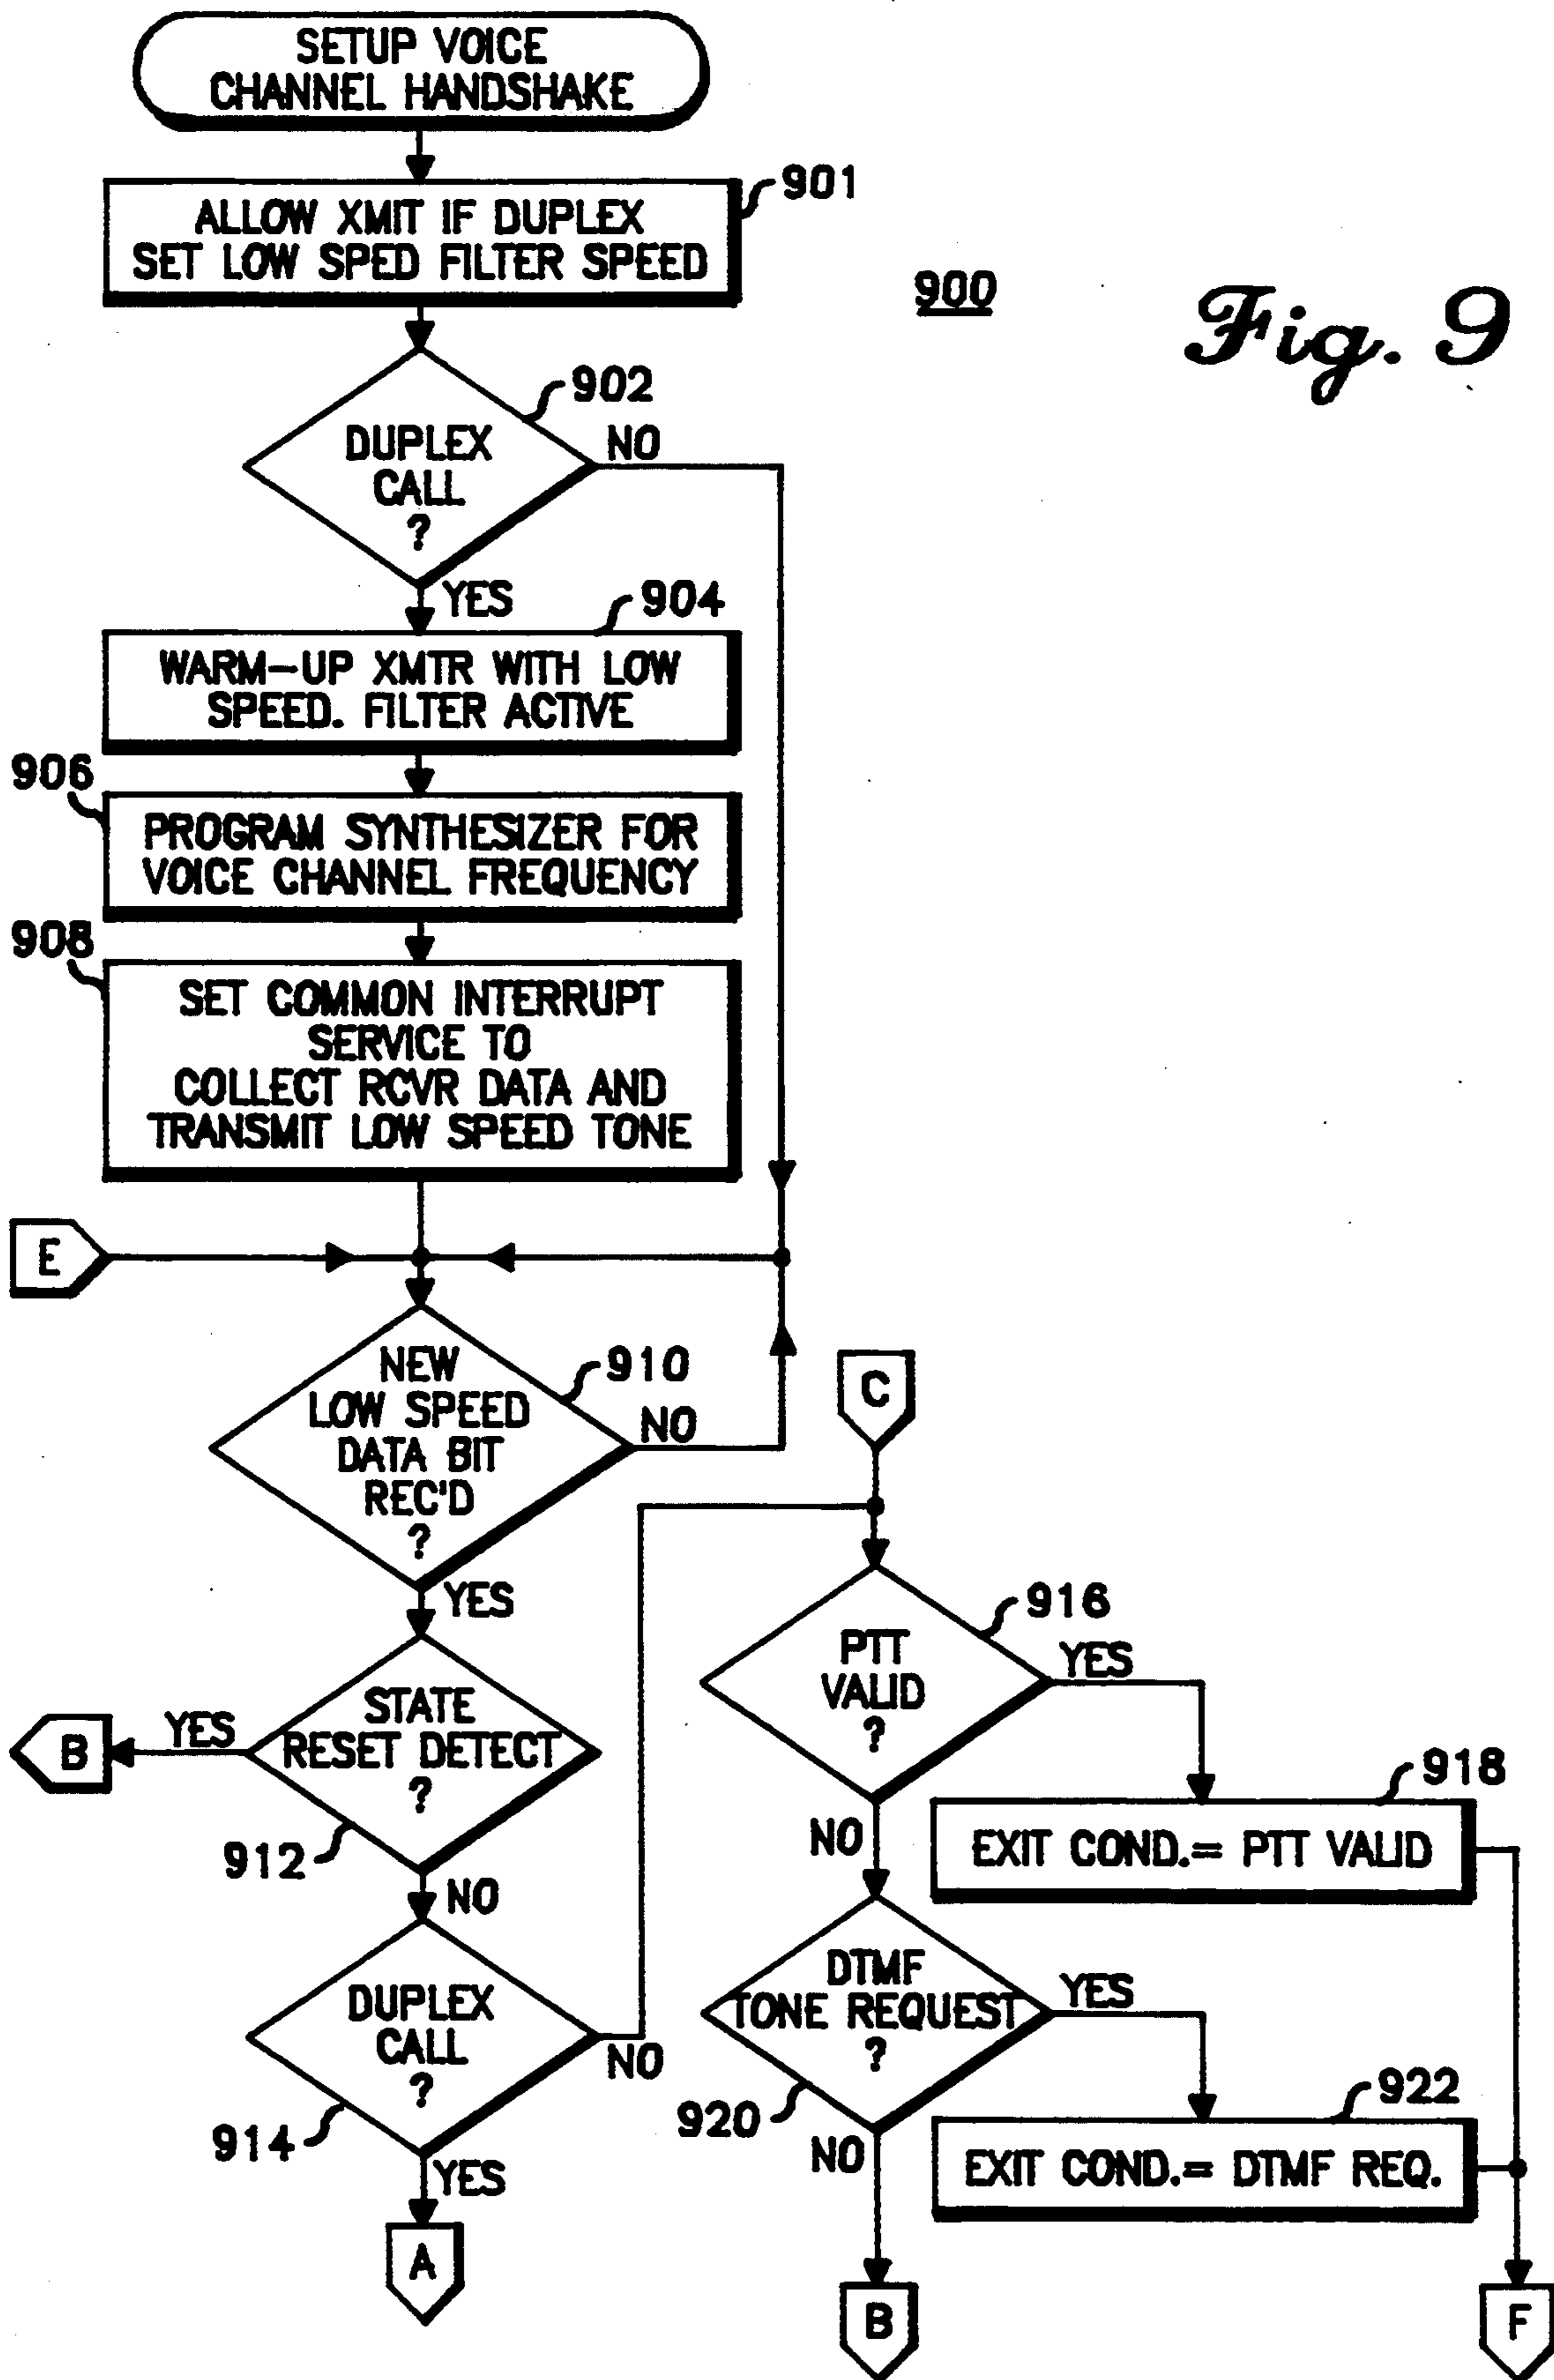 SETUP VOICE
CHANNEL HANDSHAKE
901
ALLOW XMIT IF DUPLEX
SET LOW SPED FILTER SPEED
900
Fig. 9
902
DUPLEX
CALL
?
NO
YES
904
WARM-UP XMTR WITH LOW
SPEED. FILTER ACTIVE
906
PROGRAM SYNTHESIZER FOR
VOICE CHANNEL FREQUENCY
908
SET COMMON INTERRUPT
SERVICE TO
COLLECT RCVR DATA AND
TRANSMIT LOW SPEED TONE
E
910
NEW
LOW SPEED
DATA BIT
REC'D
?
NO
YES
STATE
RESET DETECT
?
YES
B
912
NO
DUPLEX
CALL
?
NO
914
YES
A
C
916
PTT
VALID
?
YES
918
EXIT COND.= PTT VALID
NO
DTMF
TONE REQUEST
?
YES
920
922
EXIT COND.= DTMF REQ.
NO
B
F